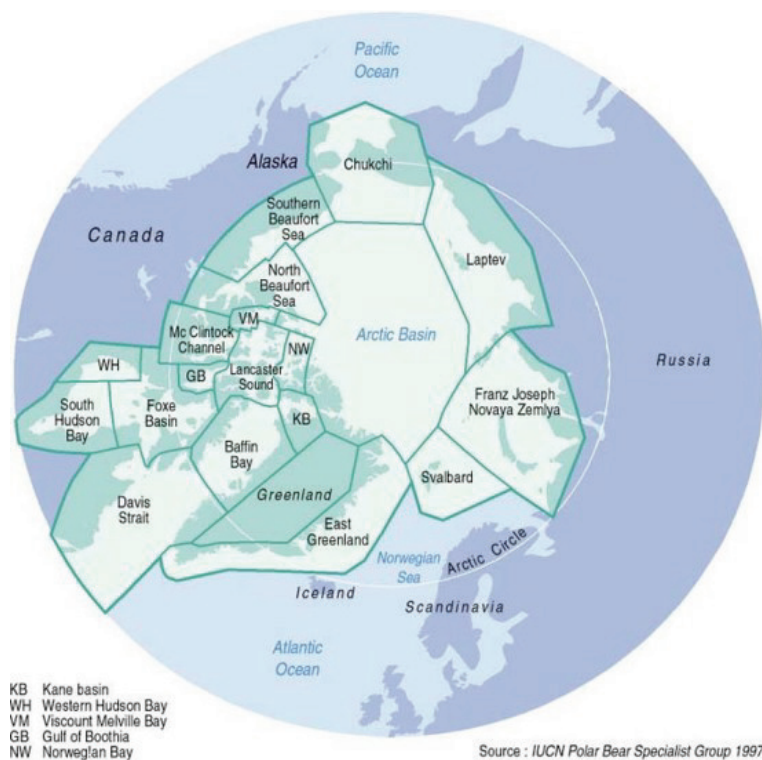 Pacific
Ocean
Alaska
Chukchi
Southern
Beaufort
Sea
Canada
Laptev
North
Beaufort
Sea
VM
Mc Clintock
Channel
Arctic Basin
NW
WH
GB
Lancaster
Sound
Russia
South
Hudson
Bay
Foxe
Basin
KB
Franz Joseph
Novaya Zemlya
Baffin
Bay
Svalbard
Greenland
Davis
Strait
East
Greenland
Norwegian
Sea
Arctic Circle
Iceland
Scandinavia
Atlantic
Ocean
KB Kane basin
WH Western Hudson Bay
VM Viscount Melville Bay
GB Gulf of Boothia
NW Norwegian Bay
Source : IUCN Polar Bear Specialist Group 1997